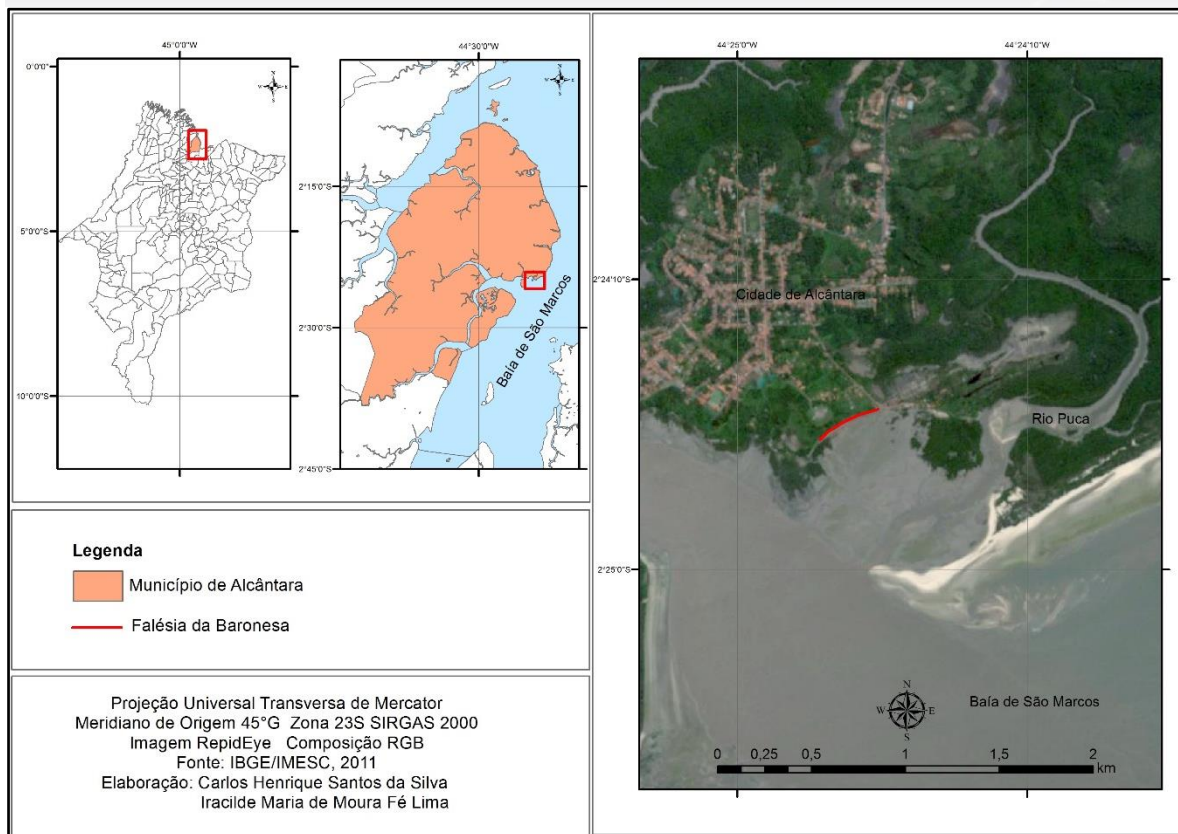 45°0'0"W
0°0'0"
5°0'0"S
10°0'0"S
N
W E
S
44°30'0"W
2°15'0"S
2°30'0"S
2°45'0"S
Baía de São Marcos
N
W E
S
44°25'0"W 44°24'10"W
2°24'10"S
2°25'0"S
Cidade de Alcântara
Rio Puca
Baía de São Marcos
N
W E
S
0 0,25 0,5 1 1,5 2
km
Legenda
Município de Alcântara
Falésia da Baronesa
Projeção Universal Transversa de Mercator
Meridiano de Origem 45°G Zona 23S SIRGAS 2000
Imagem RepidEye Composição RGB
Fonte: IBGE/IMESC, 2011
Elaboração: Carlos Henrique Santos da Silva
Iracilde Maria de Moura Fé Lima